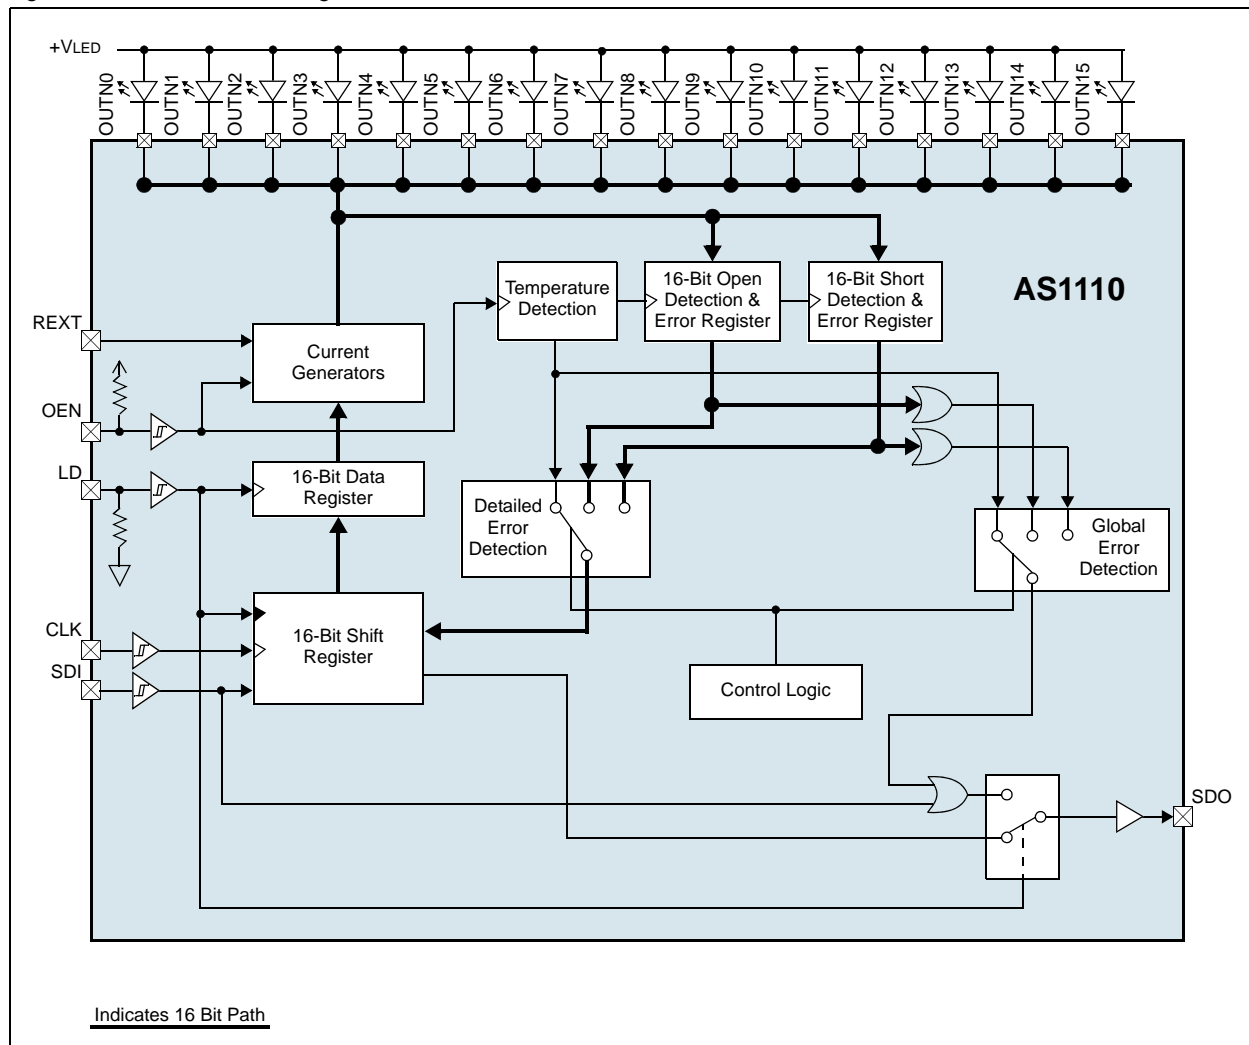 +VLED
OUTN0
OUTN1
OUTN2
OUTN3
OUTN4
OUTN5
OUTN6
OUTN7
OUTN8
OUTN9
OUTN10
OUTN11
OUTN12
OUTN13
OUTN14
OUTN15
AS1110
Temperature
Detection
16-Bit Open
Detection &
Error Register
16-Bit Short
Detection &
Error Register
REXT
Current
Generators
OEN
LD
16-Bit Data
Register
Detailed
Error
Detection
Global
Error
Detection
CLK
SDI
16-Bit Shift
Register
Control Logic
SDO
Indicates 16 Bit Path